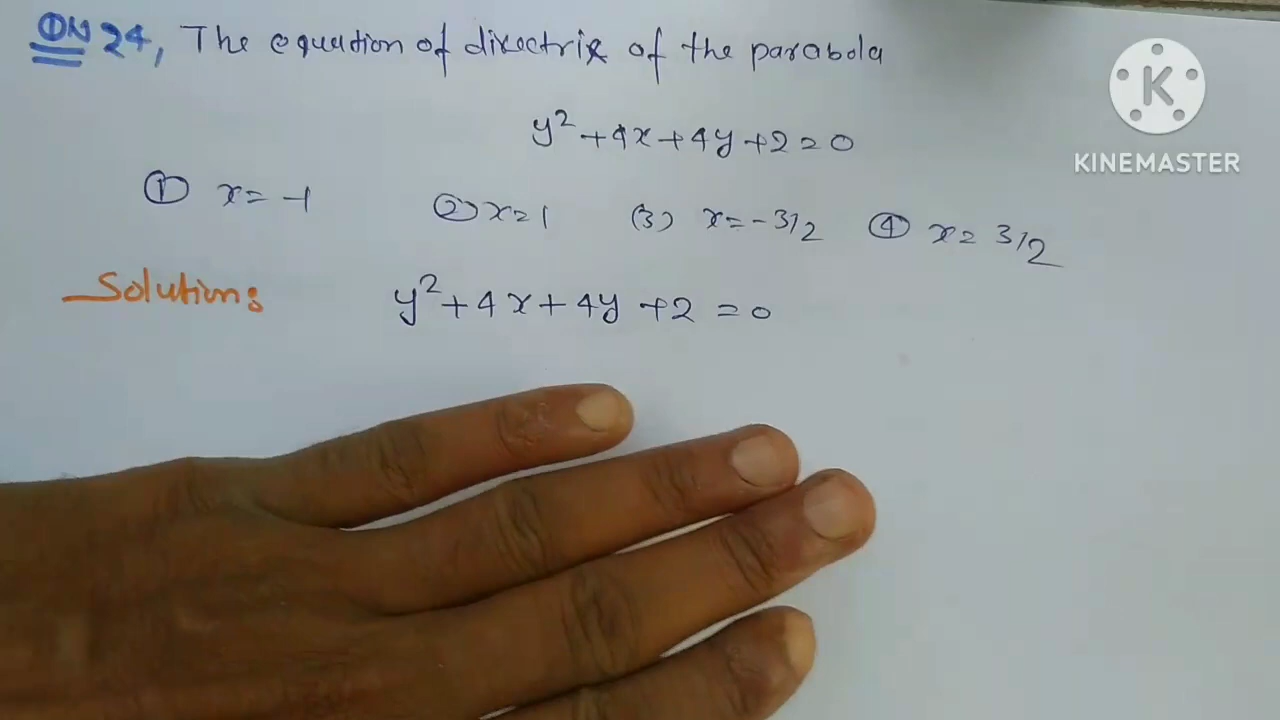 QN 24, The equation of directrix of the parabola
y² + 4x + 4y + 2 = 0
① x = -1 ② x = 1 (3) x = -3/2 ④ x = 3/2
Solution:
y² + 4x + 4y + 2 = 0
K
KINEMASTER